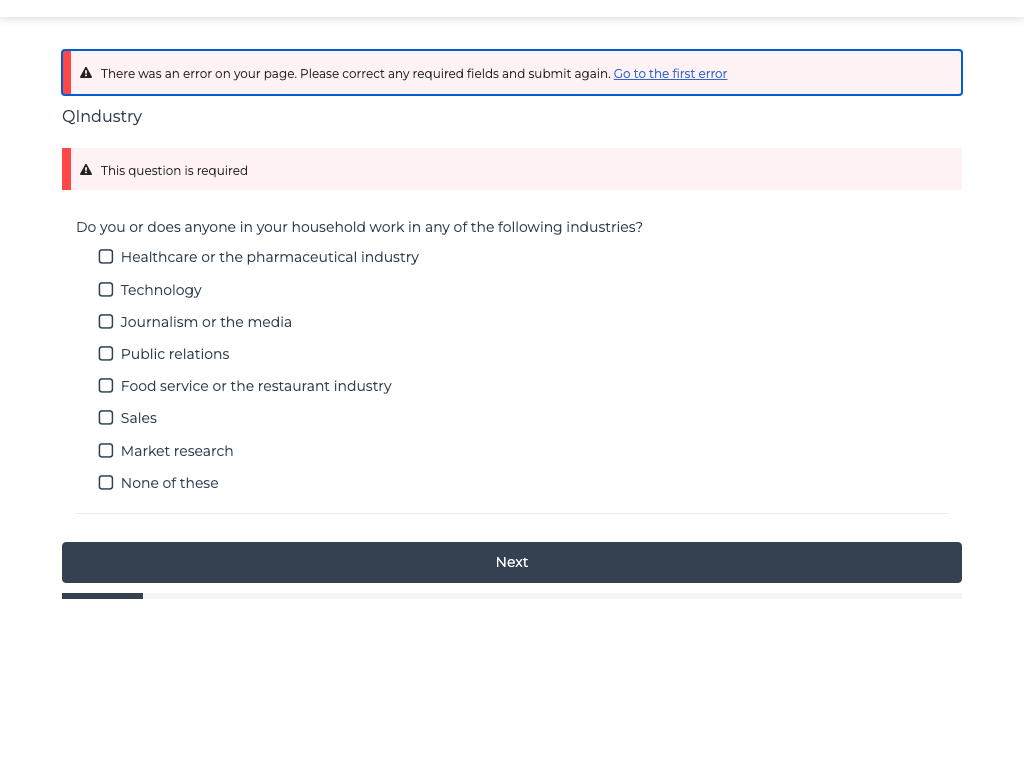 There was an error on your page. Please correct any required fields and submit again. Go to the first error
QIndustry
This question is required
Do you or does anyone in your household work in any of the following industries?
Healthcare or the pharmaceutical industry
Technology
Journalism or the media
Public relations
Food service or the restaurant industry
Sales
Market research
None of these
Next